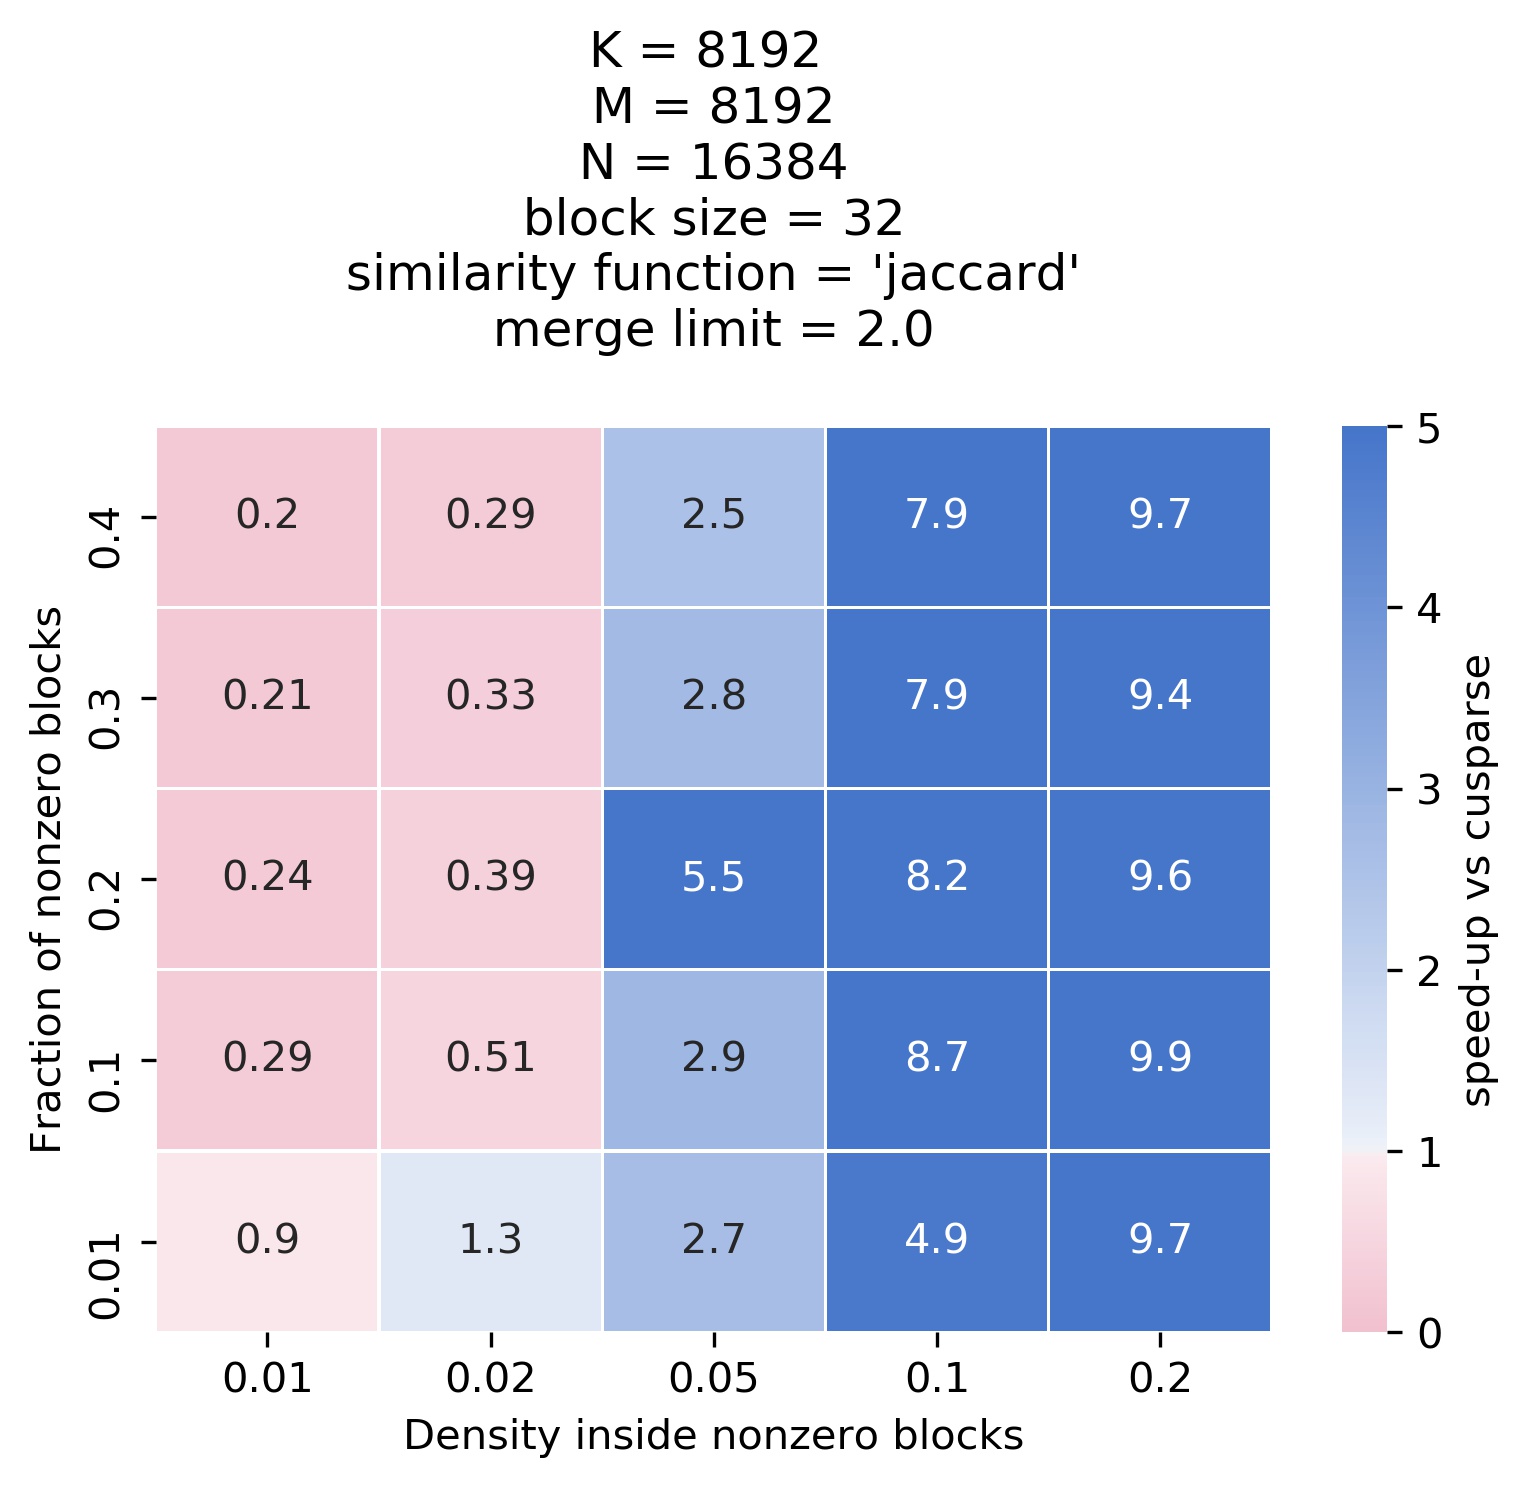 K = 8192
M = 8192
N = 16384
block size = 32
similarity function = 'jaccard'
merge limit = 2.0
Fraction of nonzero blocks
0.4 0.2 0.29 2.5 7.9 9.7
0.3 0.21 0.33 2.8 7.9 9.4
0.2 0.24 0.39 5.5 8.2 9.6
0.1 0.29 0.51 2.9 8.7 9.9
0.01 0.9 1.3 2.7 4.9 9.7
0.01 0.02 0.05 0.1 0.2
Density inside nonzero blocks
5
4
3
2
1
0
speed-up vs cusparse